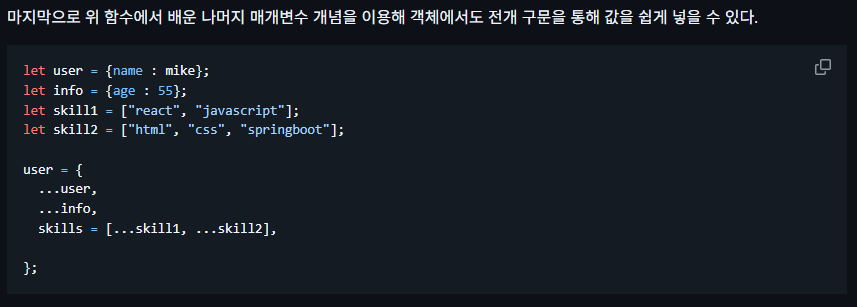 마지막으로 위 함수에서 배운 나머지 매개변수 개념을 이용해 객체에서도 전개 구문을 통해 값을 쉽게 넣을 수 있다.
let user = {name : mike};
let info = {age : 55};
let skill1 = ["react", "javascript"];
let skill2 = ["html", "css", "springboot"];
user = {
  ...user,
  ...info,
  skills = [...skill1, ...skill2],
};